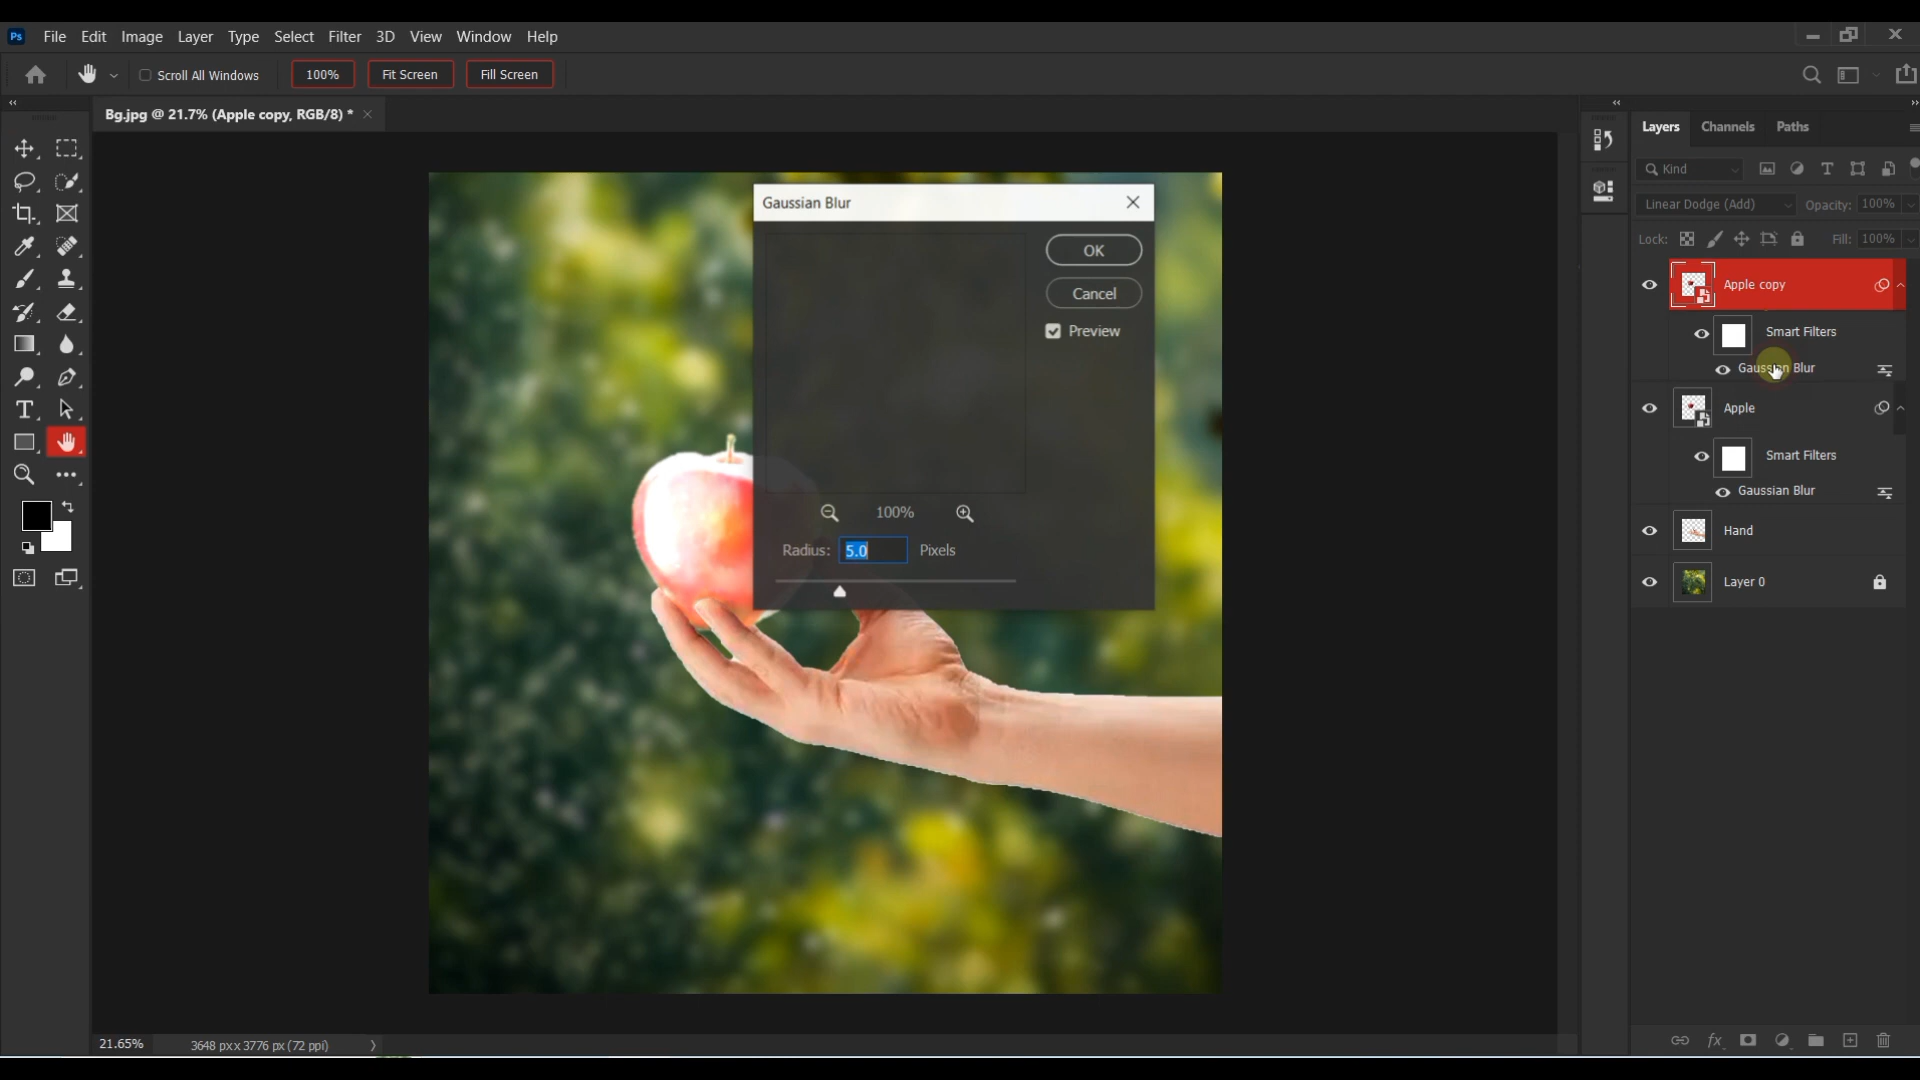 Ps File Edit Image Layer Type Select Filter 3D View Window Help
Scroll All Windows 100% Fit Screen Fill Screen
Bg.jpg @ 21.7% (Apple copy, RGB/8) *
Layers Channels Paths
Kind
Linear Dodge (Add) Opacity: 100%
Lock: Fill: 100%
Apple copy
Smart Filters
Gaussian Blur
Apple
Smart Filters
Gaussian Blur
Hand
Layer 0
Gaussian Blur
OK
Cancel
Preview
100%
Radius: 5.0 Pixels
21.65% 3648 px x 3776 px (72 ppi)
fx